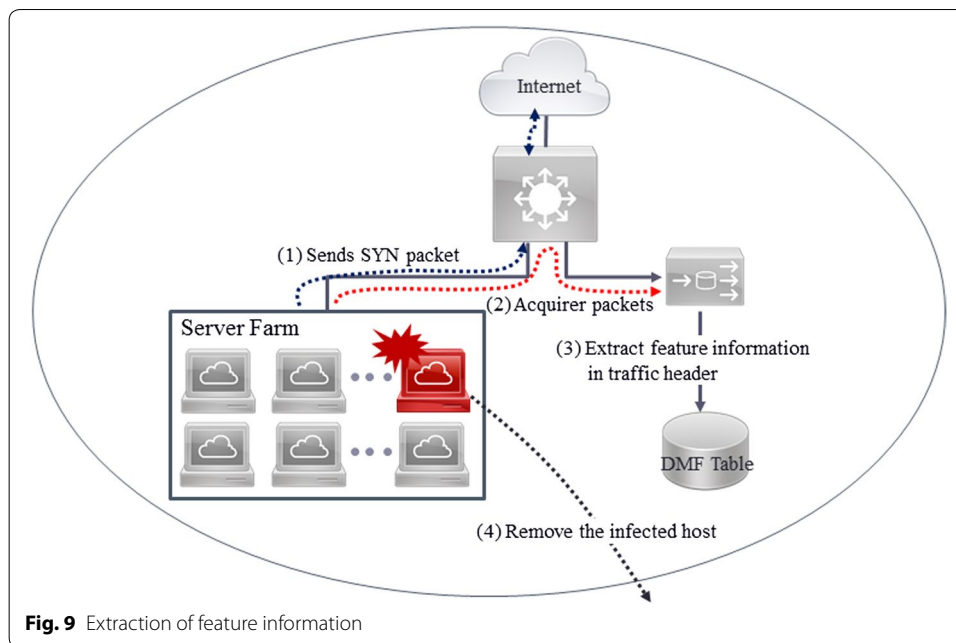 Internet
(1) Sends SYN packet
(2) Acquirer packets
Server Farm
(3) Extract feature information
in traffic header
DMF Table
(4) Remove the infected host
Fig. 9 Extraction of feature information